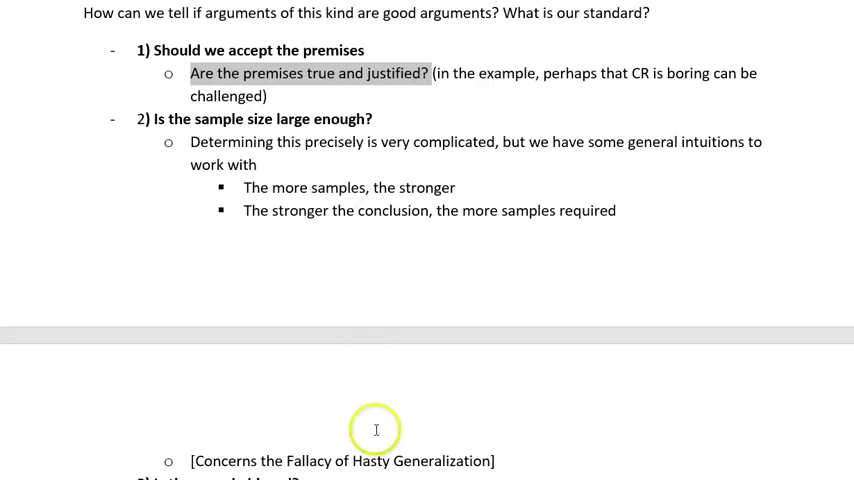 How can we tell if arguments of this kind are good arguments? What is our standard?
- 1) Should we accept the premises
o Are the premises true and justified? (in the example, perhaps that CR is boring can be
challenged)
- 2) Is the sample size large enough?
o Determining this precisely is very complicated, but we have some general intuitions to
work with
▪ The more samples, the stronger
▪ The stronger the conclusion, the more samples required
o [Concerns the Fallacy of Hasty Generalization]